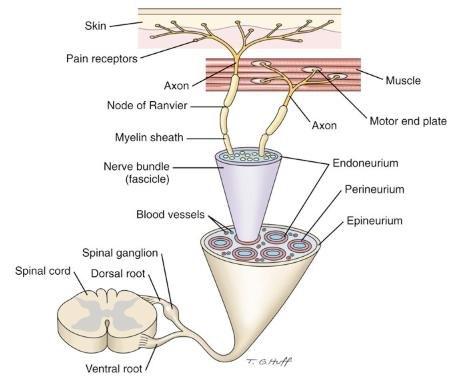 Skin
Pain receptors
Axon
Node of Ranvier
Myelin sheath
Nerve bundle
(fascicle)
Blood vessels
Spinal ganglion
Spinal cord
Dorsal root
Ventral root
Muscle
Motor end plate
Axon
Endoneurium
Perineurium
Epineurium
T. G. Huff